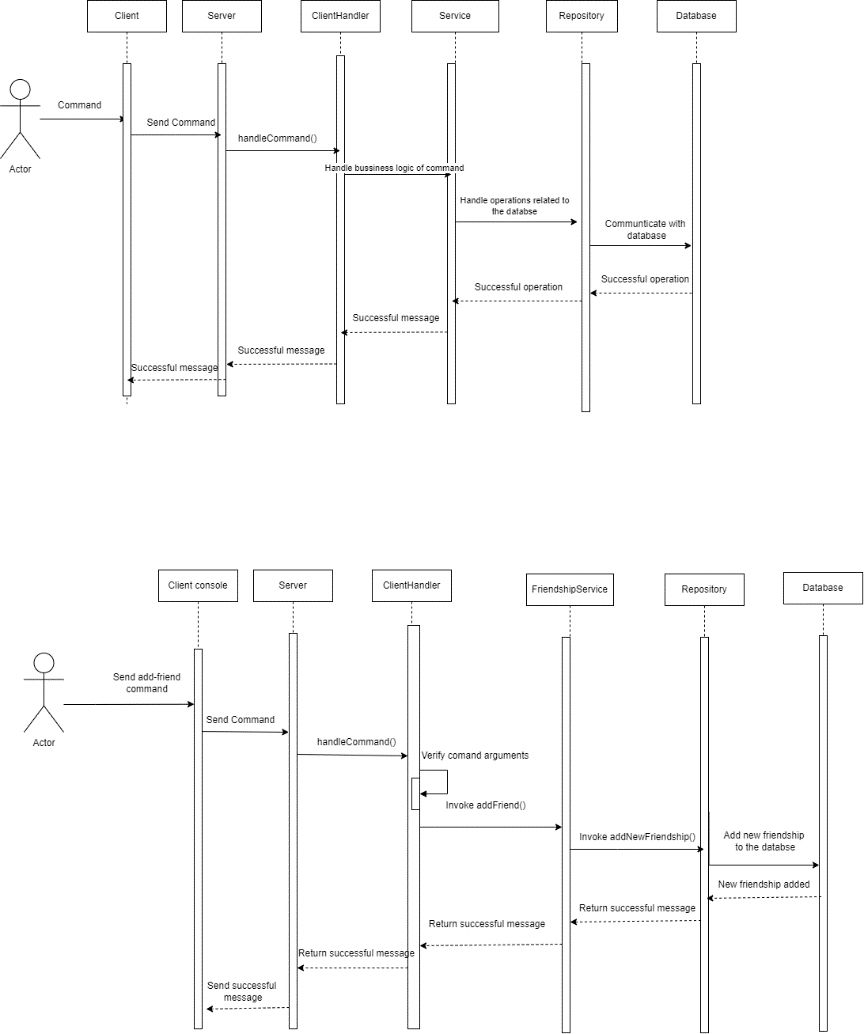 Client
Server
ClientHandler
Service
Repository
Database
Command
Send Command
handleCommand()
Handle bussiness logic of command
Actor
Handle operations related to
the databse
Communticate with
database
Successful operation
Successful operation
Successful message
Successful message
Successful message
Client console
Server
ClientHandler
FriendshipService
Repository
Database
Send add-friend
command
Send Command
Actor
handleCommand()
Verify comand arguments
Invoke addFriend()
Invoke addNewFriendship()
Add new friendship
to the databse
New friendship added
Return successful message
Return successful message
Return successful message
Send successful
message